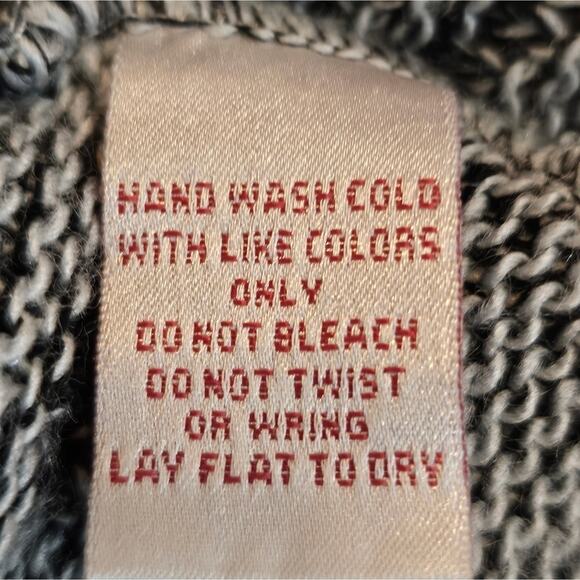 HAND WASH COLD
WITH LIKE COLORS
ONLY
DO NOT BLEACH
DO NOT TWIST
OR WRING
LAY FLAT TO DRY